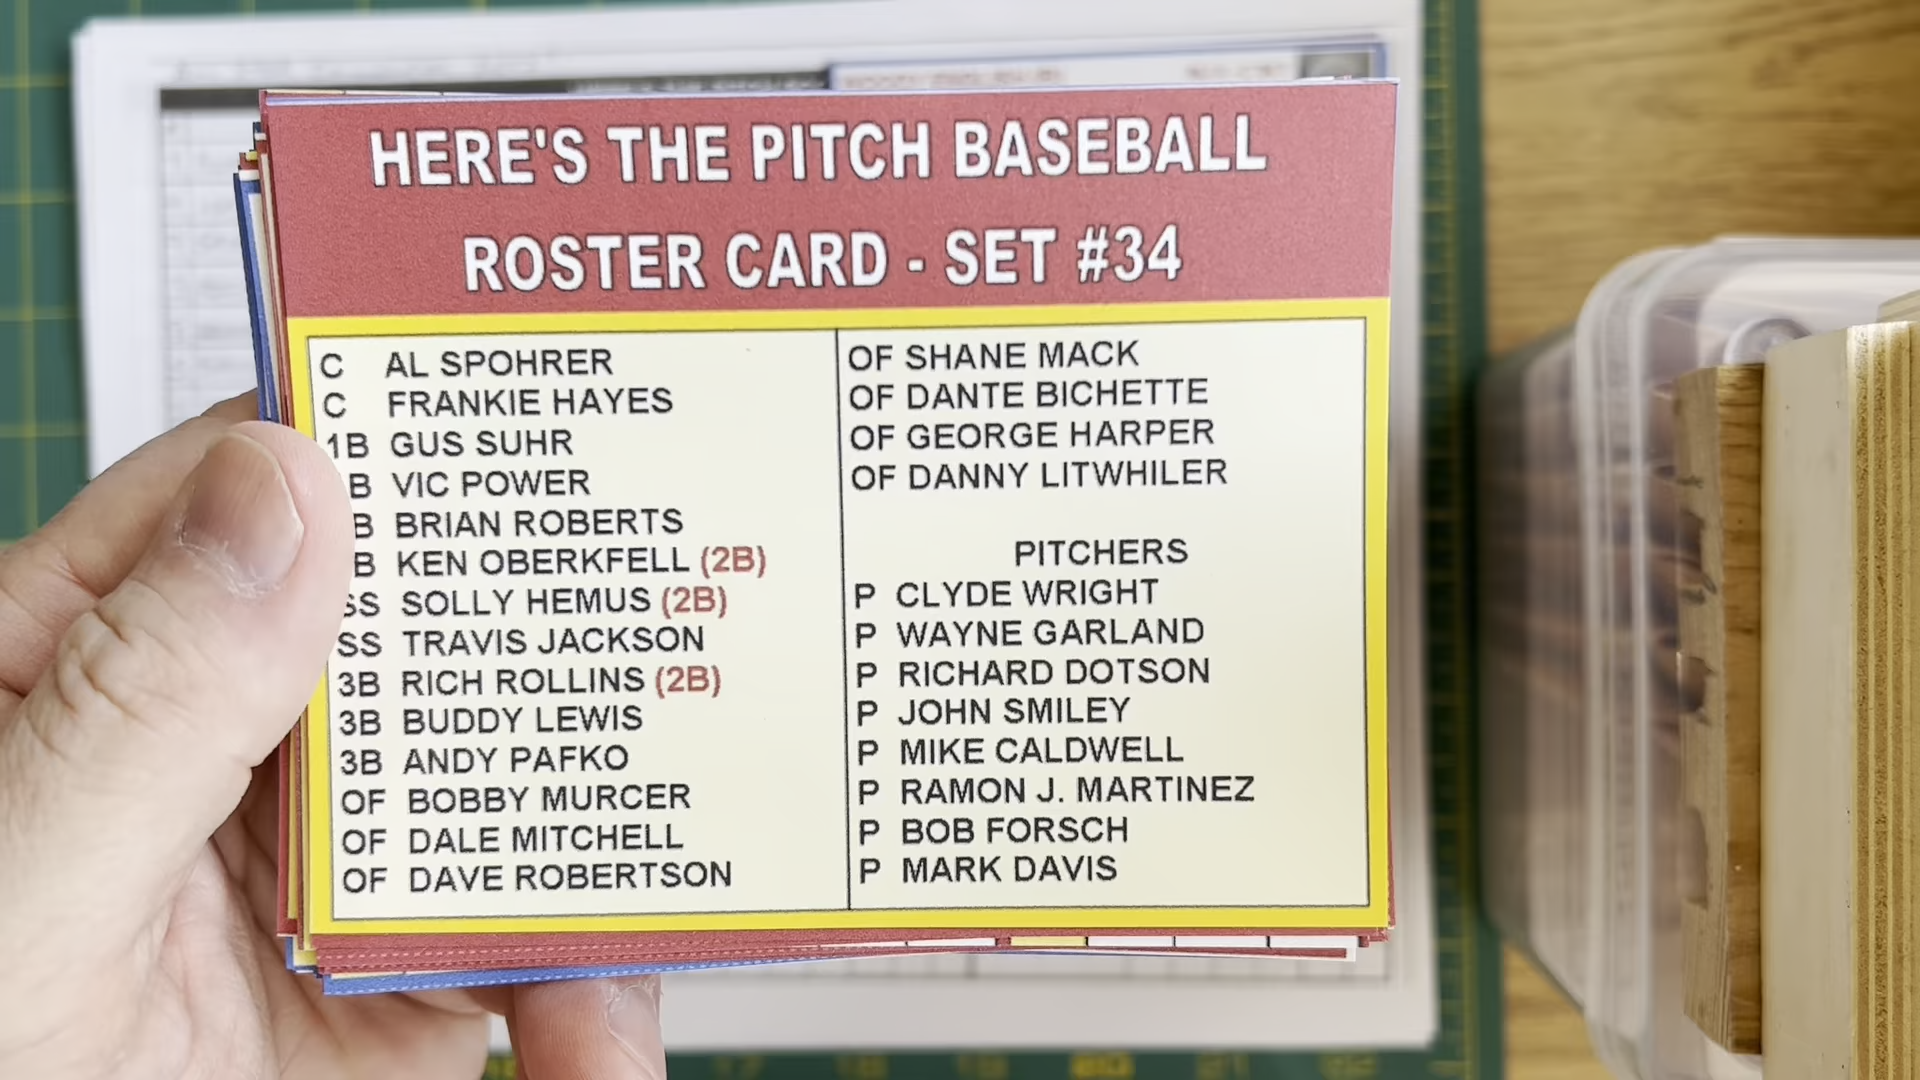 HERE'S THE PITCH BASEBALL
ROSTER CARD - SET #34
C AL SPOHRER
C FRANKIE HAYES
1B GUS SUHR
B VIC POWER
B BRIAN ROBERTS
B KEN OBERKFELL (2B)
SS SOLLY HEMUS (2B)
SS TRAVIS JACKSON
3B RICH ROLLINS (2B)
3B BUDDY LEWIS
3B ANDY PAFKO
OF BOBBY MURCER
OF DALE MITCHELL
OF DAVE ROBERTSON
OF SHANE MACK
OF DANTE BICHETTE
OF GEORGE HARPER
OF DANNY LITWHILER
PITCHERS
P CLYDE WRIGHT
P WAYNE GARLAND
P RICHARD DOTSON
P JOHN SMILEY
P MIKE CALDWELL
P RAMON J. MARTINEZ
P BOB FORSCH
P MARK DAVIS